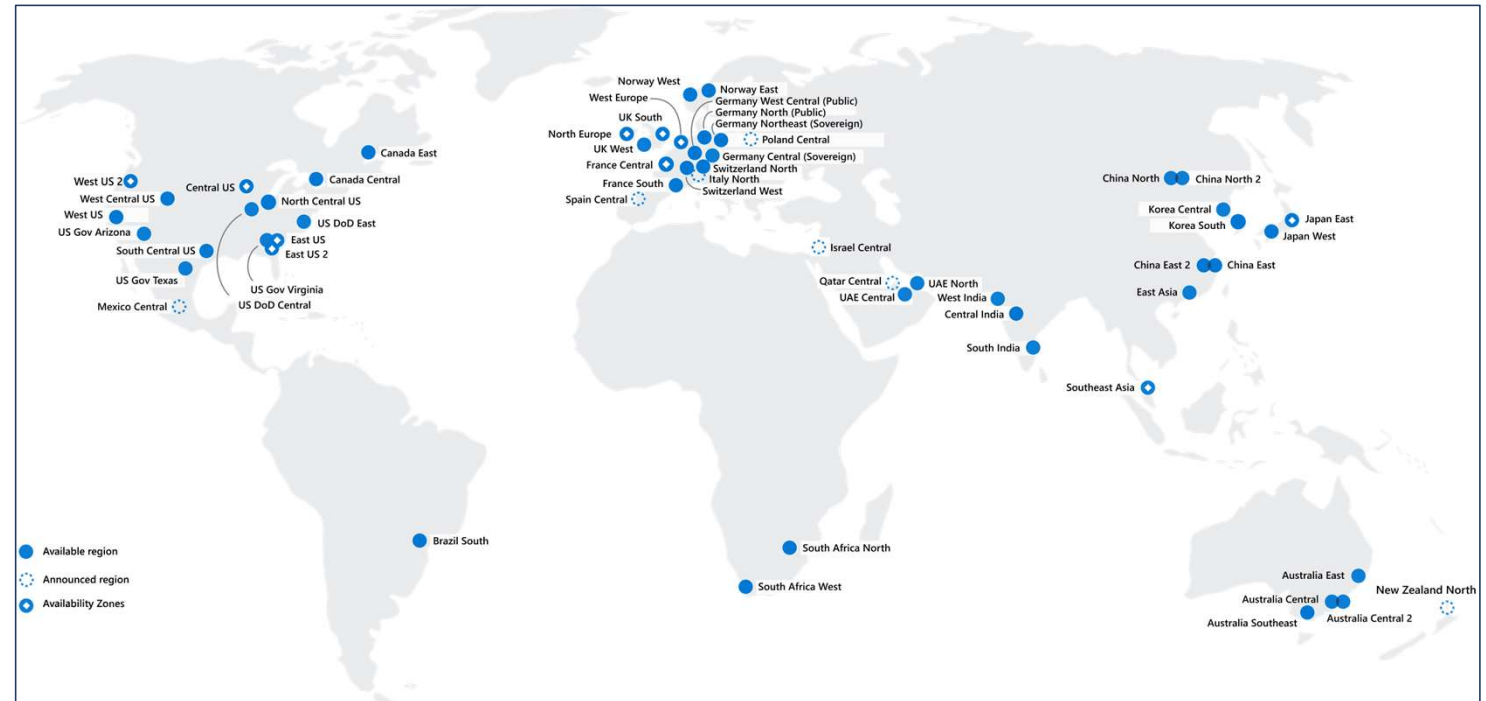 Norway West
Norway East
West Europe
Germany West Central (Public)
Germany North (Public)
Germany Northeast (Sovereign)
UK South
North Europe
Poland Central
UK West
Germany Central (Sovereign)
France Central
Switzerland North
Italy North
France South
Switzerland West
Spain Central
Canada East
Canada Central
West US 2
Central US
West Central US
North Central US
West US
US DoD East
US Gov Arizona
East US
South Central US
East US 2
US Gov Texas
US Gov Virginia
US DoD Central
Mexico Central
China North
China North 2
Korea Central
Korea South
Japan East
Japan West
Israel Central
China East 2
China East
Qatar Central
UAE North
UAE Central
West India
East Asia
Central India
South India
Southeast Asia
Brazil South
South Africa North
South Africa West
Available region
Announced region
Availability Zones
Australia East
New Zealand North
Australia Central
Australia Central 2
Australia Southeast